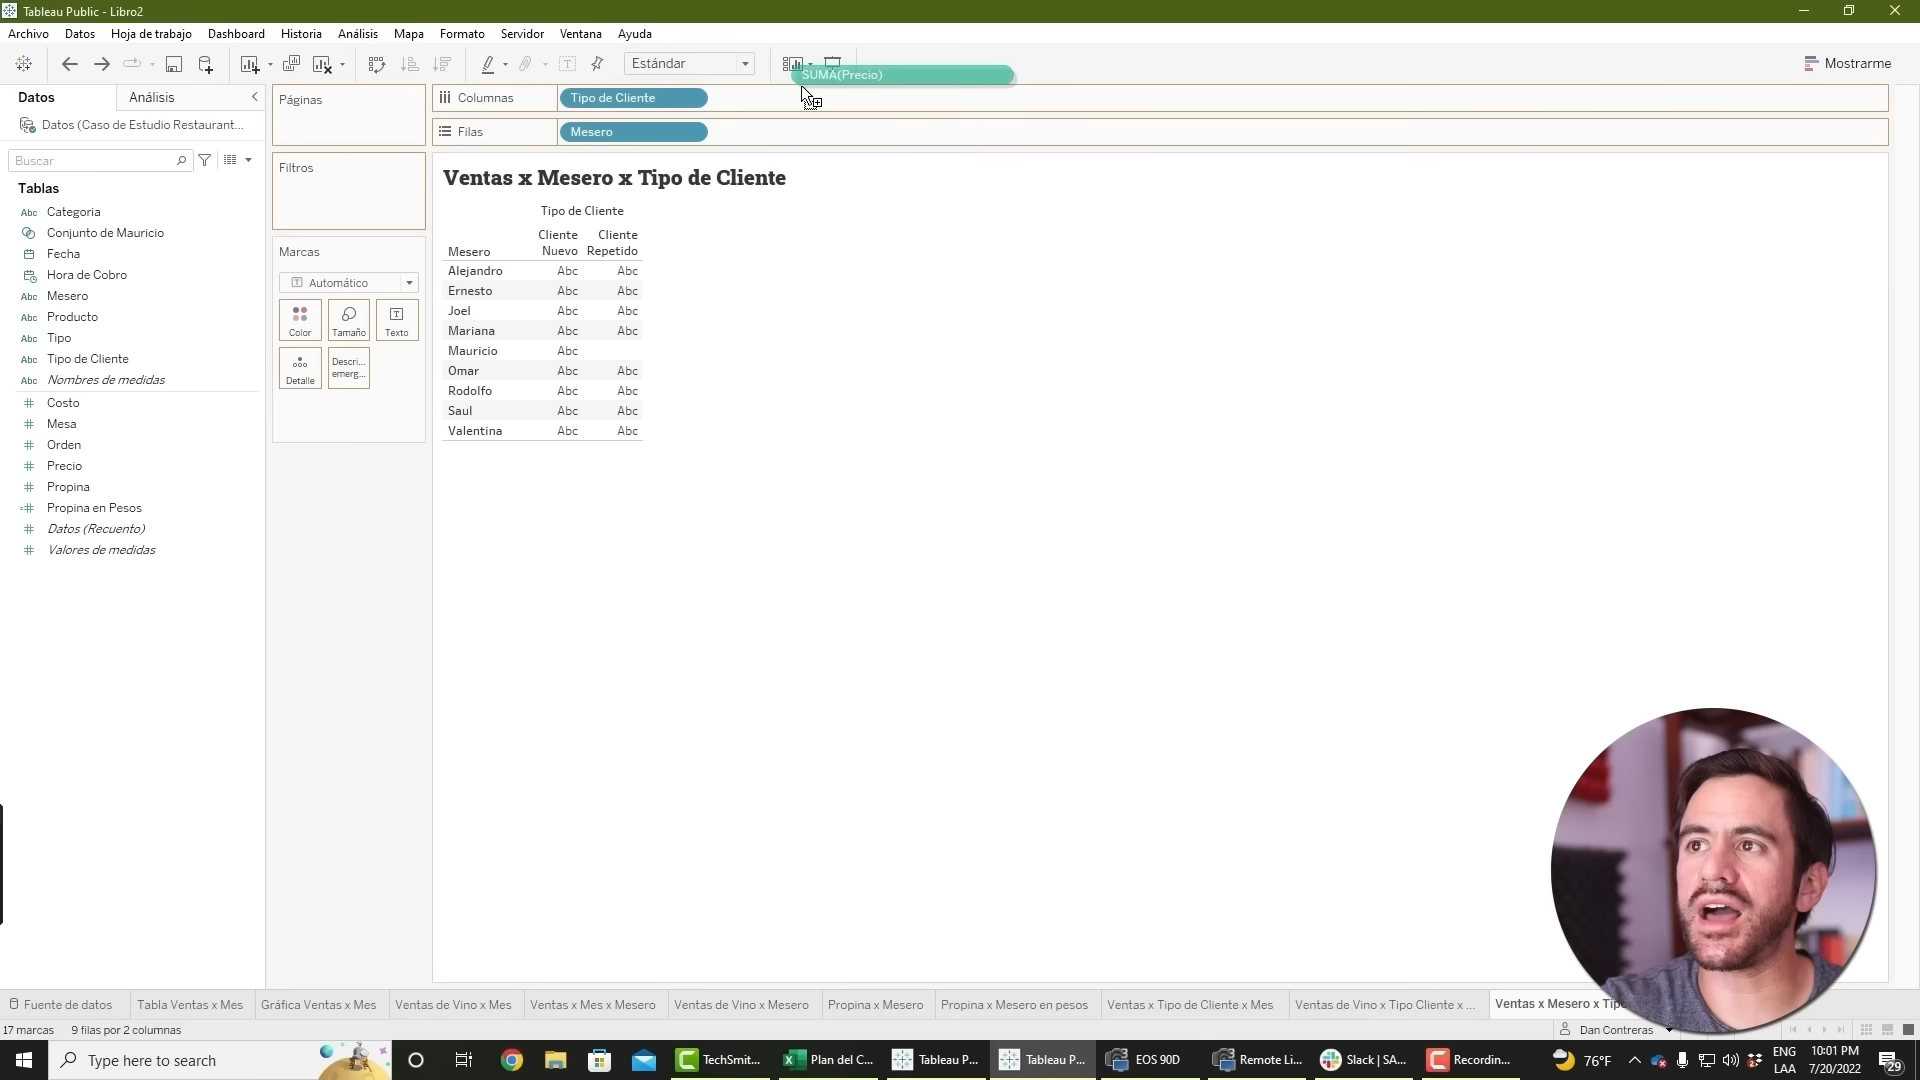 Tableau Public - Libro2
Archivo Datos Hoja de trabajo Dashboard Historia Análisis Mapa Formato Servidor Ventana Ayuda
Estándar
SUMA(Precio)
Mostrarme
Datos Análisis
Páginas
Columnas Tipo de Cliente
Datos (Caso de Estudio Restaurant...
Filas Mesero
Buscar
Filtros
Tablas
Abc Categoria
Conjunto de Mauricio
Fecha
Hora de Cobro
Abc Mesero
Abc Producto
Abc Tipo
Abc Tipo de Cliente
Abc Nombres de medidas
# Costo
# Mesa
# Orden
# Precio
# Propina
=# Propina en Pesos
# Datos (Recuento)
# Valores de medidas
Marcas
Automático
Color Tamaño Texto
Detalle Descri... emerg...
Ventas x Mesero x Tipo de Cliente
Tipo de Cliente
Cliente Cliente
Mesero Nuevo Repetido
Alejandro Abc Abc
Ernesto Abc Abc
Joel Abc Abc
Mariana Abc Abc
Mauricio Abc
Omar Abc Abc
Rodolfo Abc Abc
Saul Abc Abc
Valentina Abc Abc
Fuente de datos Tabla Ventas x Mes Gráfica Ventas x Mes Ventas de Vino x Mes Ventas x Mes x Mesero Ventas de Vino x Mesero Propina x Mesero Propina x Mesero en pesos Ventas x Tipo de Cliente x Mes Ventas de Vino x Tipo Cliente x ... Ventas x Mesero x Tip
17 marcas 9 filas por 2 columnas
Dan Contreras
Type here to search
TechSmit... Plan del C... Tableau P... Tableau P... EOS 90D Remote Li... Slack | SA... Recordin...
76°F
ENG
LAA
10:01 PM
7/20/2022
29